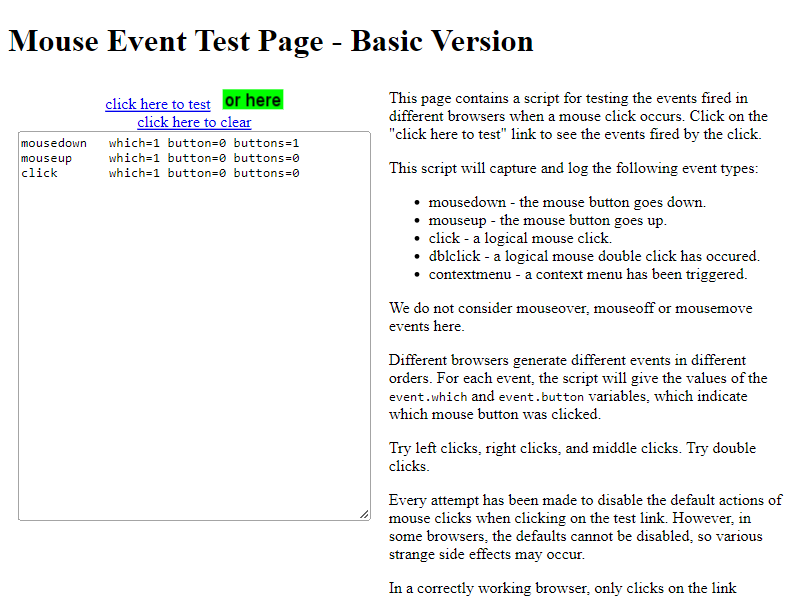 Mouse Event Test Page - Basic Version
click here to test or here
click here to clear
mousedown which=1 button=0 buttons=1
mouseup which=1 button=0 buttons=0
click which=1 button=0 buttons=0
This page contains a script for testing the events fired in
different browsers when a mouse click occurs. Click on the
"click here to test" link to see the events fired by the click.
This script will capture and log the following event types:
• mousedown - the mouse button goes down.
• mouseup - the mouse button goes up.
• click - a logical mouse click.
• dblclick - a logical mouse double click has occured.
• contextmenu - a context menu has been triggered.
We do not consider mouseover, mouseoff or mousemove
events here.
Different browsers generate different events in different
orders. For each event, the script will give the values of the
event.which and event.button variables, which indicate
which mouse button was clicked.
Try left clicks, right clicks, and middle clicks. Try double
clicks.
Every attempt has been made to disable the default actions of
mouse clicks when clicking on the test link. However, in
some browsers, the defaults cannot be disabled, so various
strange side effects may occur.
In a correctly working browser, only clicks on the link